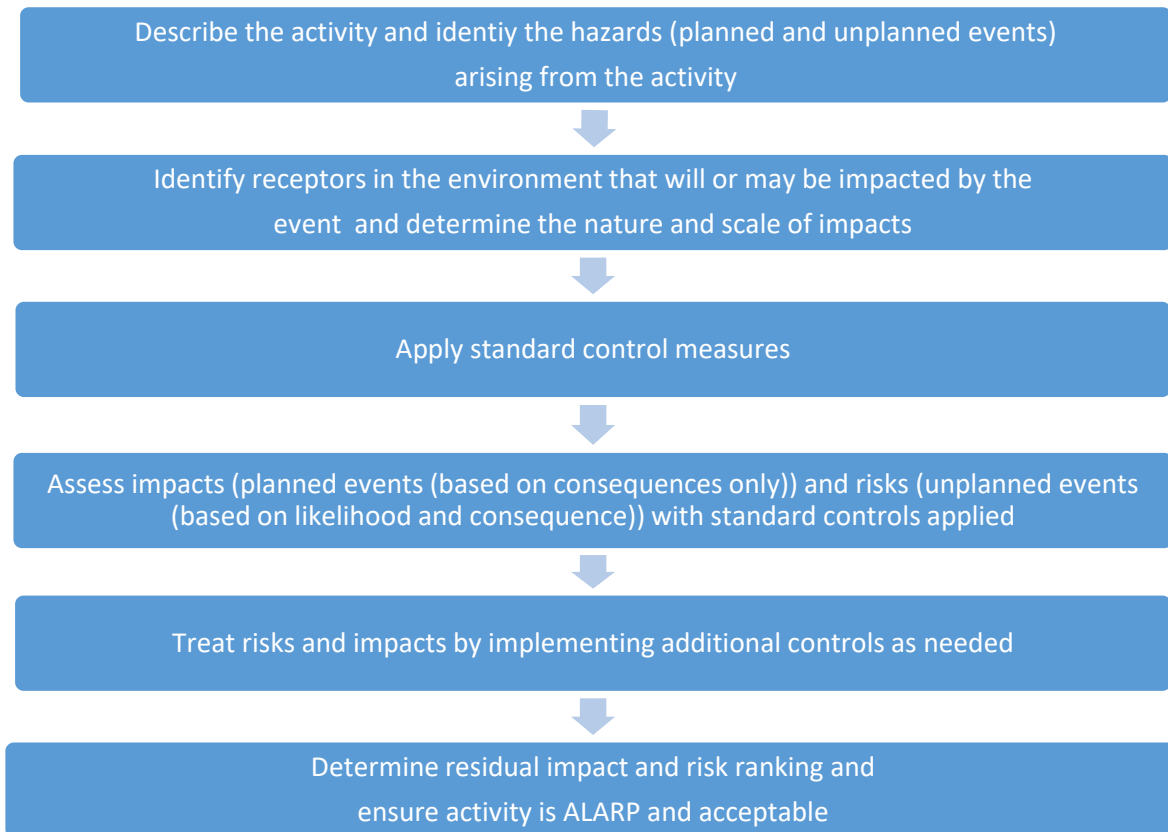 Describe the activity and identiy the hazards (planned and unplanned events)
arising from the activity
Identify receptors in the environment that will or may be impacted by the
event  and determine the nature and scale of impacts
Apply standard control measures
Assess impacts (planned events (based on consequences only)) and risks (unplanned events
(based on likelihood and consequence)) with standard controls applied
Treat risks and impacts by implementing additional controls as needed
Determine residual impact and risk ranking and
ensure activity is ALARP and acceptable